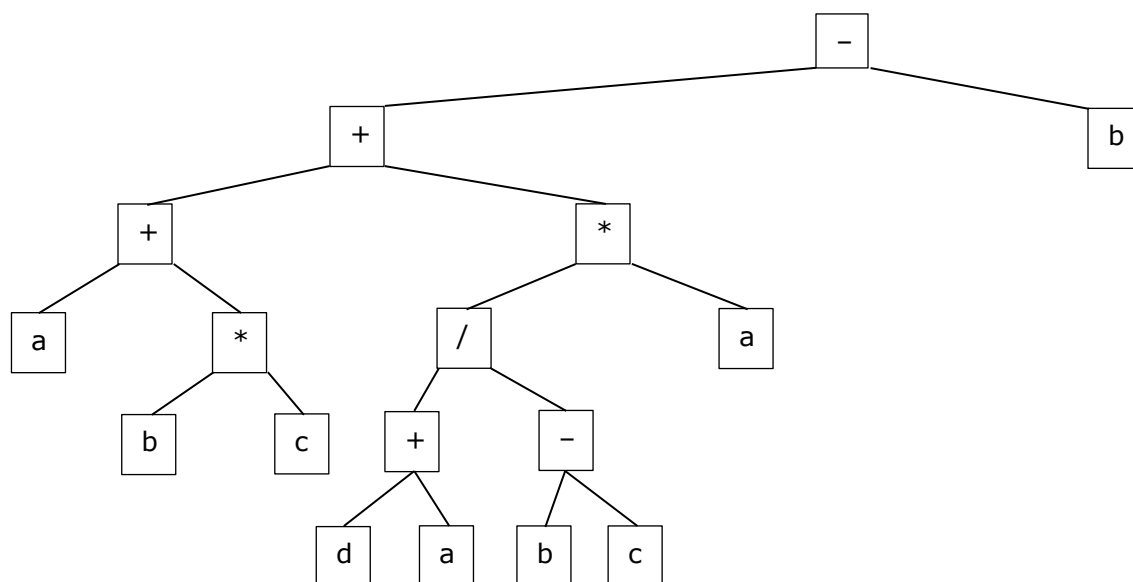 –
+ b
+ *
a * / a
b c + –
d a b c